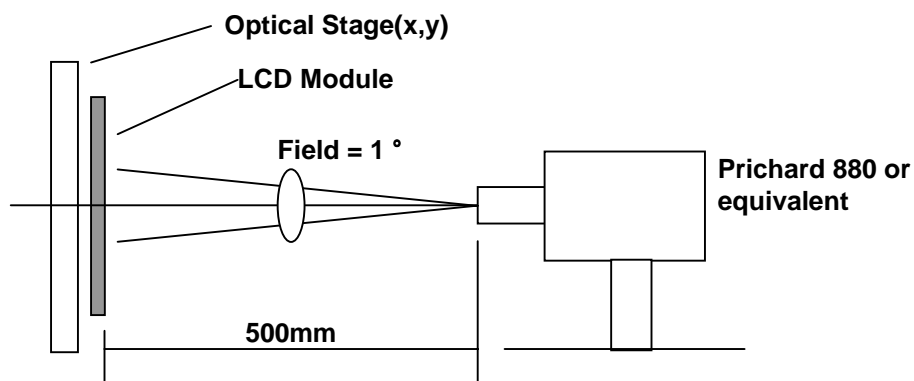 Optical Stage(x,y)
LCD Module
Field = 1 °
Prichard 880 or
equivalent
500mm